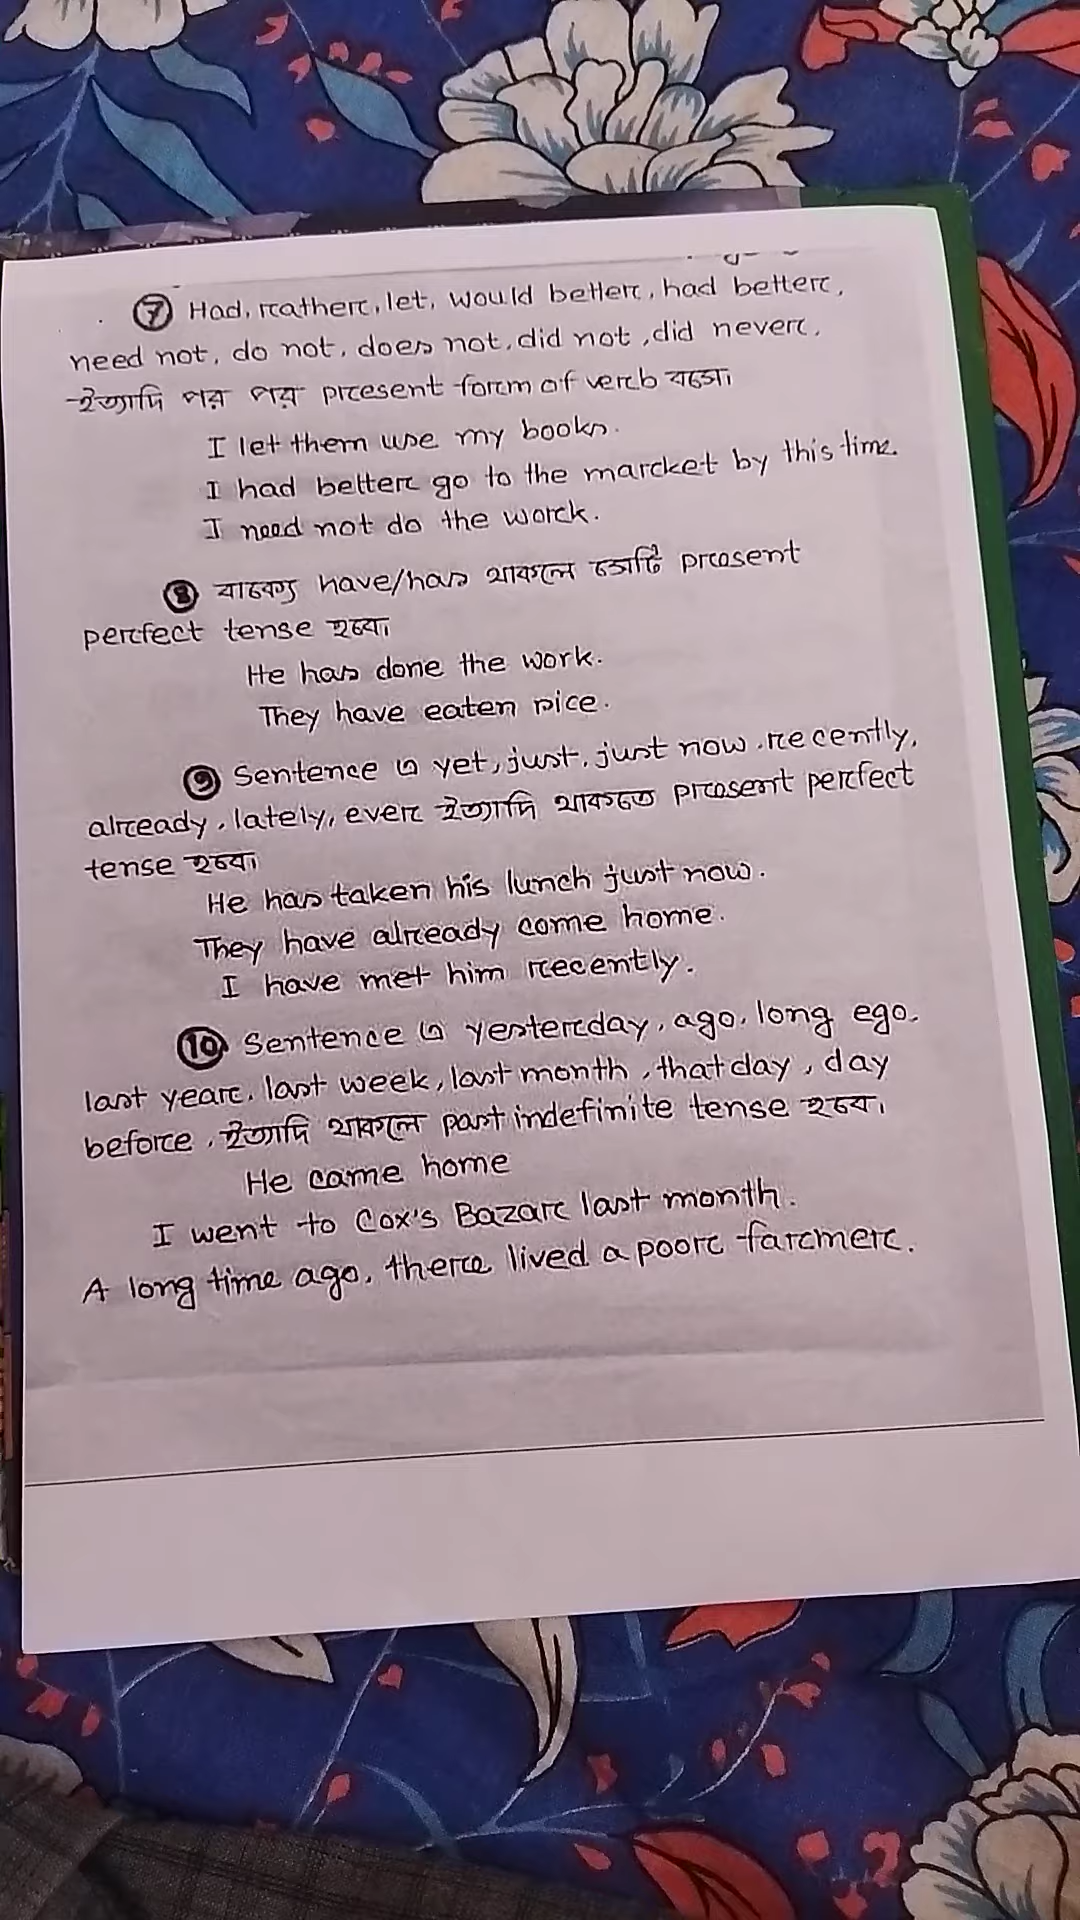 7 Had, rather, let, would better, had better,
need not, do not, does not, did not, did never,
ইত্যাদি পর পর present form of verb বসে।
I let them use my books.
I had better go to the market by this time.
I need not do the work.
8 বাক্যে have/has থাকলে সেটি present
perfect tense হবে।
He has done the work.
They have eaten rice.
9 Sentence এ yet, just, just now, recently,
already, lately, ever ইত্যাদি থাকতে present perfect
tense হবে।
He has taken his lunch just now.
They have already come home.
I have met him recently.
10 Sentence এ yesterday, ago, long ego,
last year, last week, last month, that day, day
before, ইত্যাদি থাকলে past indefinite tense হবে।
He came home
I went to Cox's Bazar last month.
A long time ago, there lived a poor farmer.